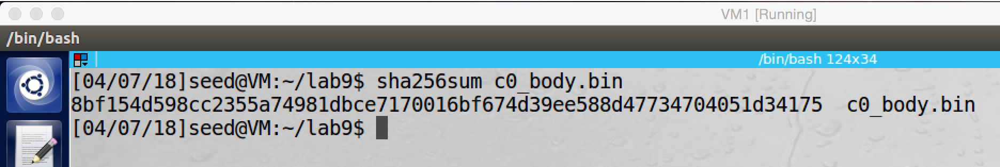 VM1 [Running]
/bin/bash
/bin/bash 124x34
[04/07/18]seed@VM:~/lab9$ sha256sum c0_body.bin
8bf154d598cc2355a74981dbce7170016bf674d39ee588d47734704051d34175  c0_body.bin
[04/07/18]seed@VM:~/lab9$